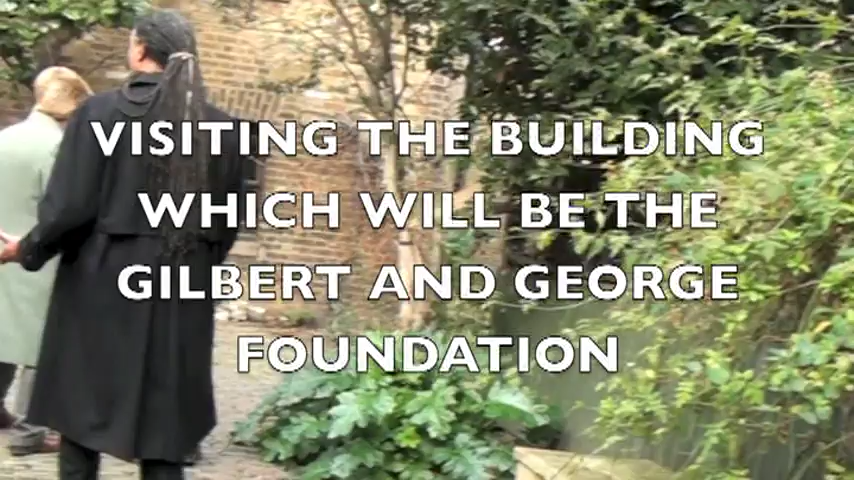 VISITING THE BUILDING
WHICH WILL BE THE
GILBERT AND GEORGE
FOUNDATION